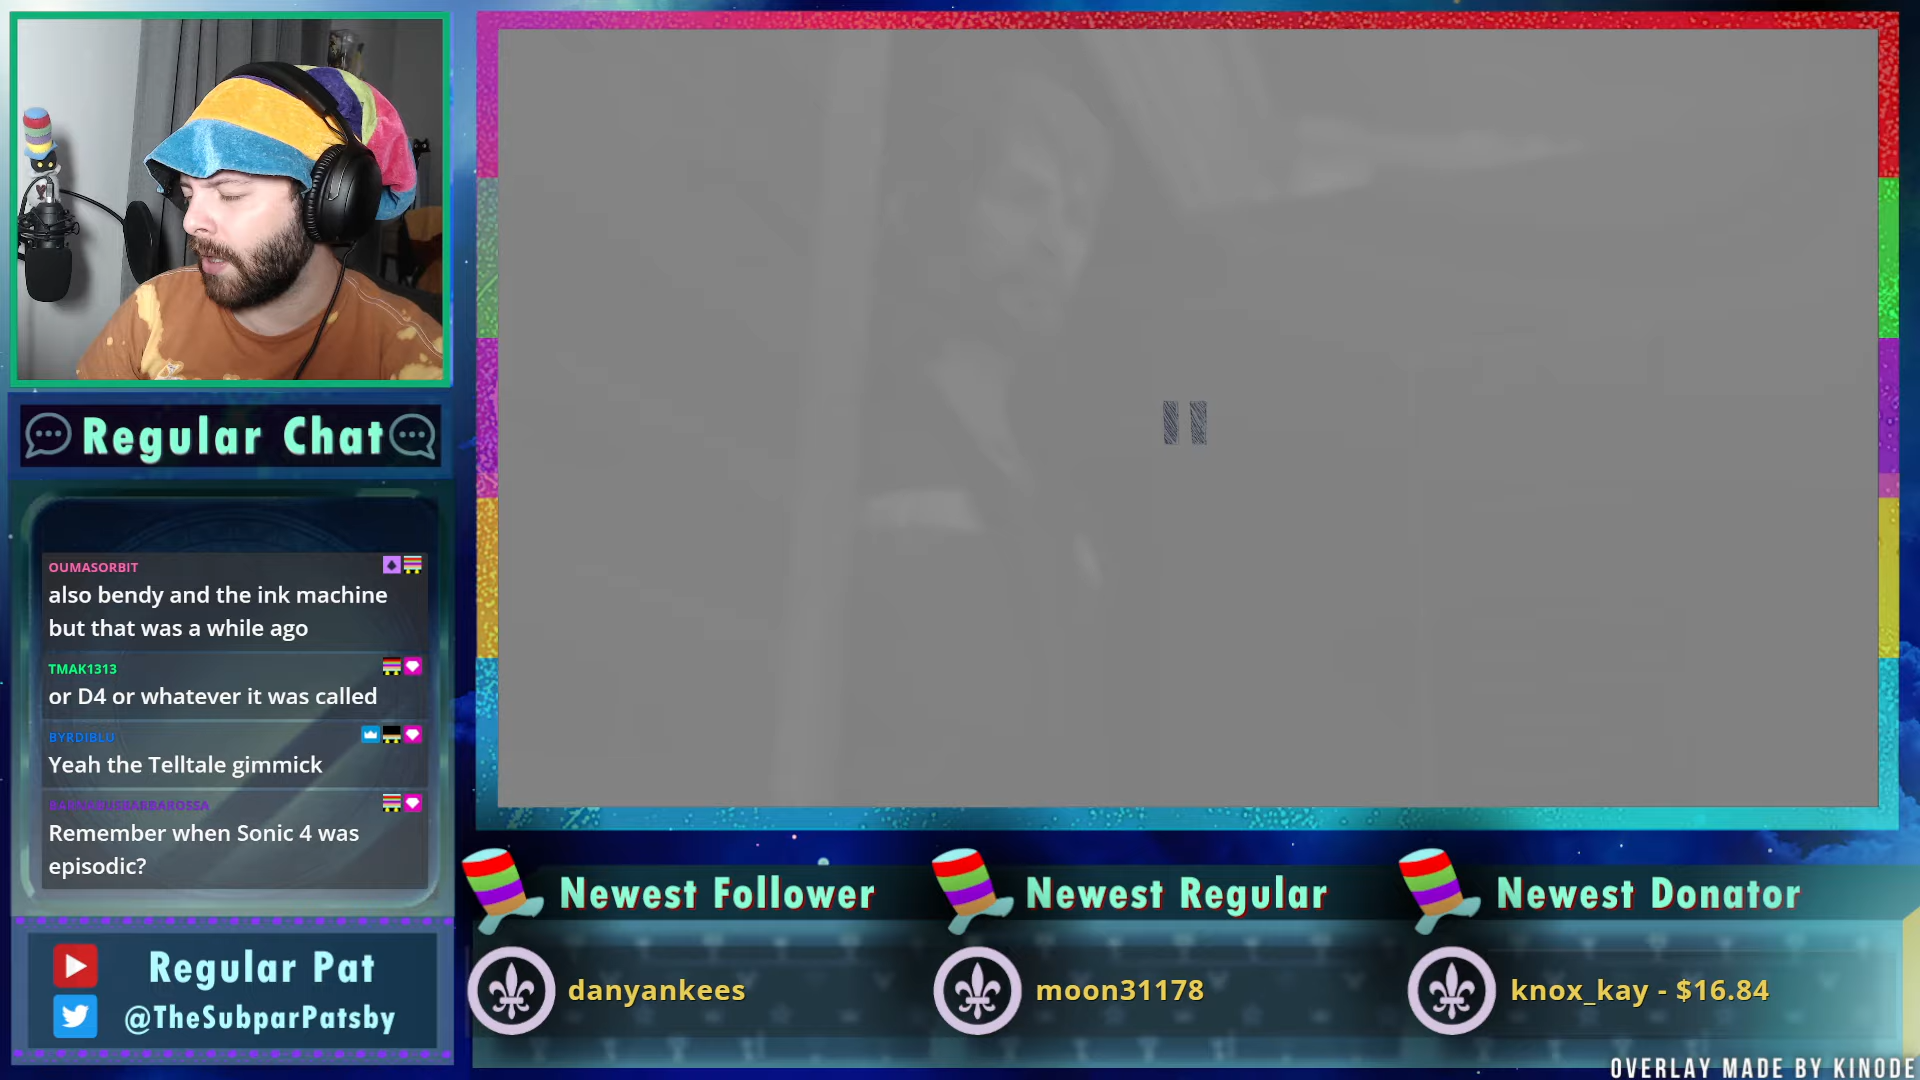 Regular Chat
OUMASORBIT
also bendy and the ink machine
but that was a while ago
TMAK1313
or D4 or whatever it was called
BYRDIBLU
Yeah the Telltale gimmick
Remember when Sonic 4 was
episodic?
Regular Pat
@TheSubparPatsby
Newest Follower
danyankees
Newest Regular
moon31178
Newest Donator
knox_kay - $16.84
OVERLAY MADE BY KINODE